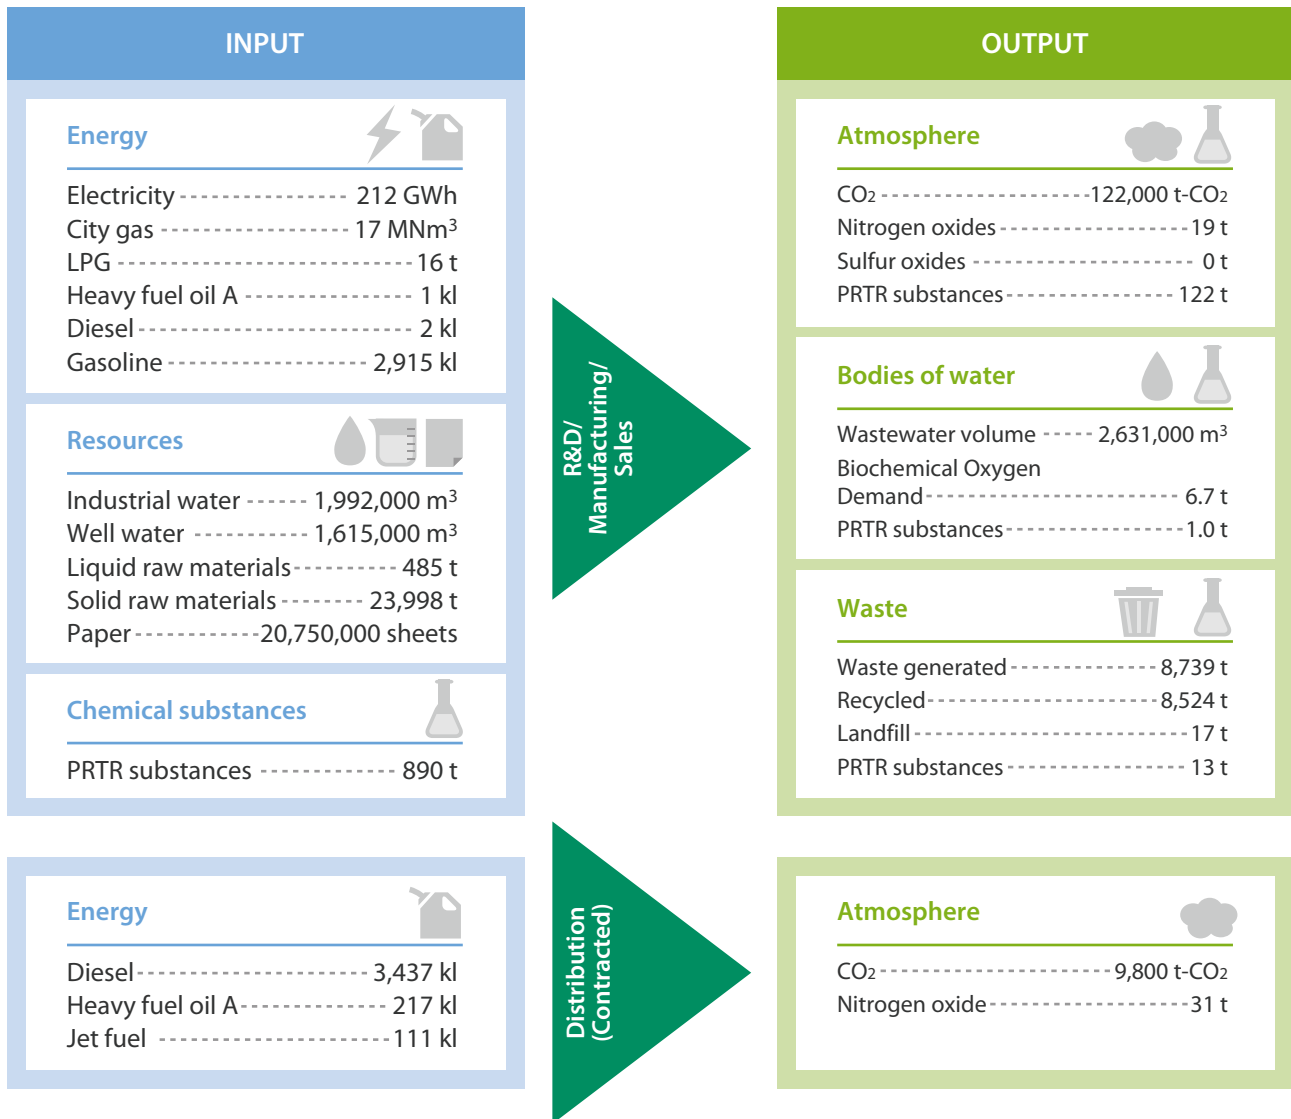 INPUT
Energy
Electricity 212 GWh
City gas 17 MNm³
LPG 16 t
Heavy fuel oil A 1 kl
Diesel 2 kl
Gasoline 2,915 kl
Resources
Industrial water 1,992,000 m³
Well water 1,615,000 m³
Liquid raw materials 485 t
Solid raw materials 23,998 t
Paper 20,750,000 sheets
Chemical substances
PRTR substances 890 t
R&D/
Manufacturing/
Sales
OUTPUT
Atmosphere
CO₂ 122,000 t-CO₂
Nitrogen oxides 19 t
Sulfur oxides 0 t
PRTR substances 122 t
Bodies of water
Wastewater volume 2,631,000 m³
Biochemical Oxygen
Demand 6.7 t
PRTR substances 1.0 t
Waste
Waste generated 8,739 t
Recycled 8,524 t
Landfill 17 t
PRTR substances 13 t
Energy
Diesel 3,437 kl
Heavy fuel oil A 217 kl
Jet fuel 111 kl
Distribution
(Contracted)
Atmosphere
CO₂ 9,800 t-CO₂
Nitrogen oxide 31 t